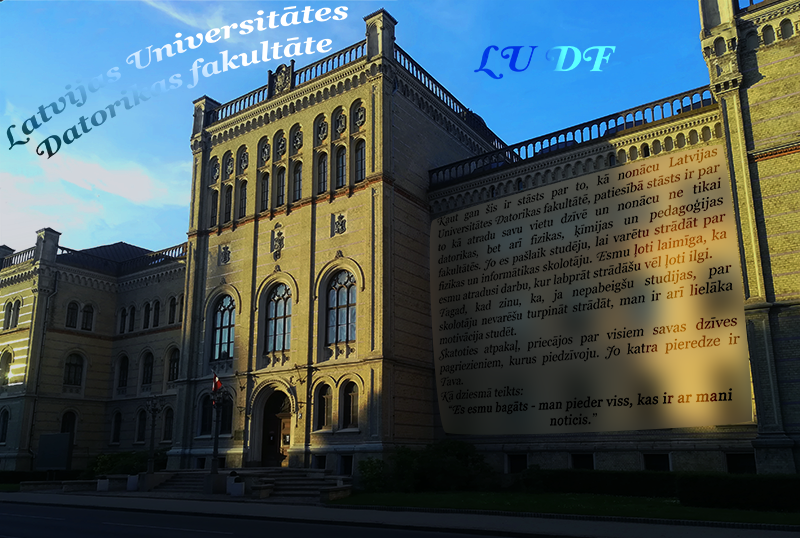 Latvijas Universitātes
Datorikas fakultāte
LU DF
Kaut gan šis ir stāsts par to, kā nonācu Latvijas
Universitātes Datorikas fakultātē, patiesībā stāsts ir par
to kā atradu savu vietu dzīvē un nonācu ne tikai
datorikas, bet arī fizikas, ķīmijas un pedagoģijas
fakultātēs. Jo es pašlaik studēju, lai varētu strādāt par
fizikas un informātikas skolotāju. Esmu ļoti laimīga, ka
esmu atradusi darbu, kur labprāt strādāšu vēl ļoti ilgi.
Tagad, kad zinu, ka, ja nepabeigšu studijas, par
skolotāju nevarēšu turpināt strādāt, man ir arī lielāka
motivācija studēt.
Skatoties atpakaļ, priecājos par visiem savas dzīves
pagriezieniem, kurus piedzīvoju. Jo katra pieredze ir
Tava.
Kā dziesmā teikts:
"Es esmu bagāts - man pieder viss, kas ir ar mani
noticis."